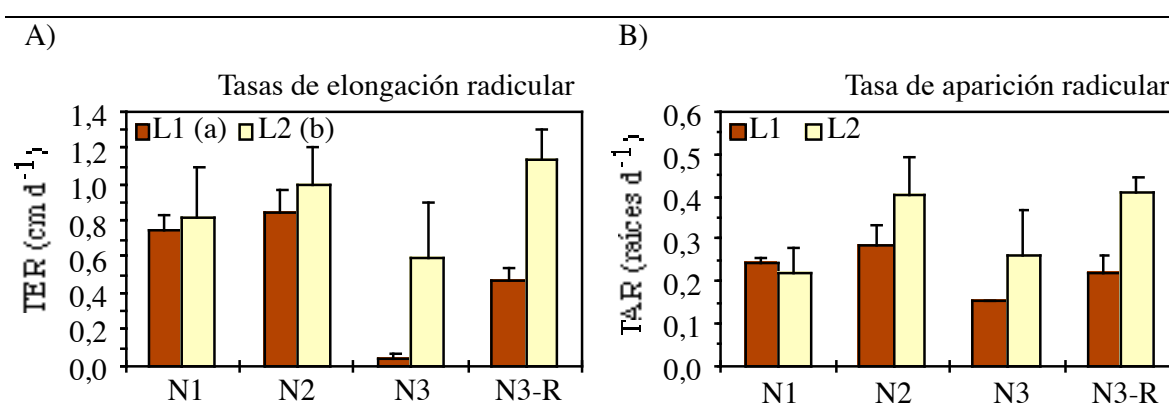 A)
Tasas de elongación radicular
L1 (a) L2 (b)
TER (cm d-1)
1,4
1,2
1,0
0,8
0,6
0,4
0,2
0,0
N1 N2 N3 N3-R
B)
Tasa de aparición radicular
L1 L2
TAR (raíces d-1)
0,6
0,5
0,4
0,3
0,2
0,1
0,0
N1 N2 N3 N3-R